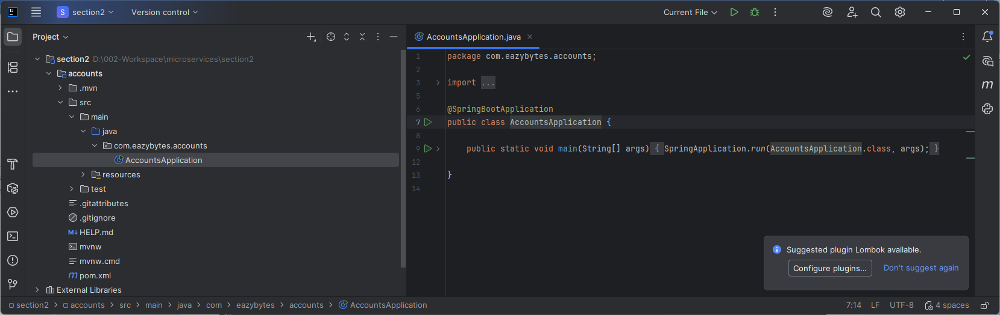 S section2 Version control Current File
Project
AccountsApplication.java
section2 D:\002-Workspace\microservices\section2
accounts
.mvn
src
main
java
com.eazybytes.accounts
AccountsApplication
resources
test
.gitattributes
.gitignore
M↓ HELP.md
mvnw
mvnw.cmd
m pom.xml
External Libraries
1 package com.eazybytes.accounts;
2
3 import ...
5
6 @SpringBootApplication
7 public class AccountsApplication {
8
9 public static void main(String[] args) { SpringApplication.run(AccountsApplication.class, args); }
12
13 }
14
m
Suggested plugin Lombok available.
Configure plugins... Don't suggest again
section2 > accounts > src > main > java > com > eazybytes > accounts > AccountsApplication 7:14 LF UTF-8 4 spaces